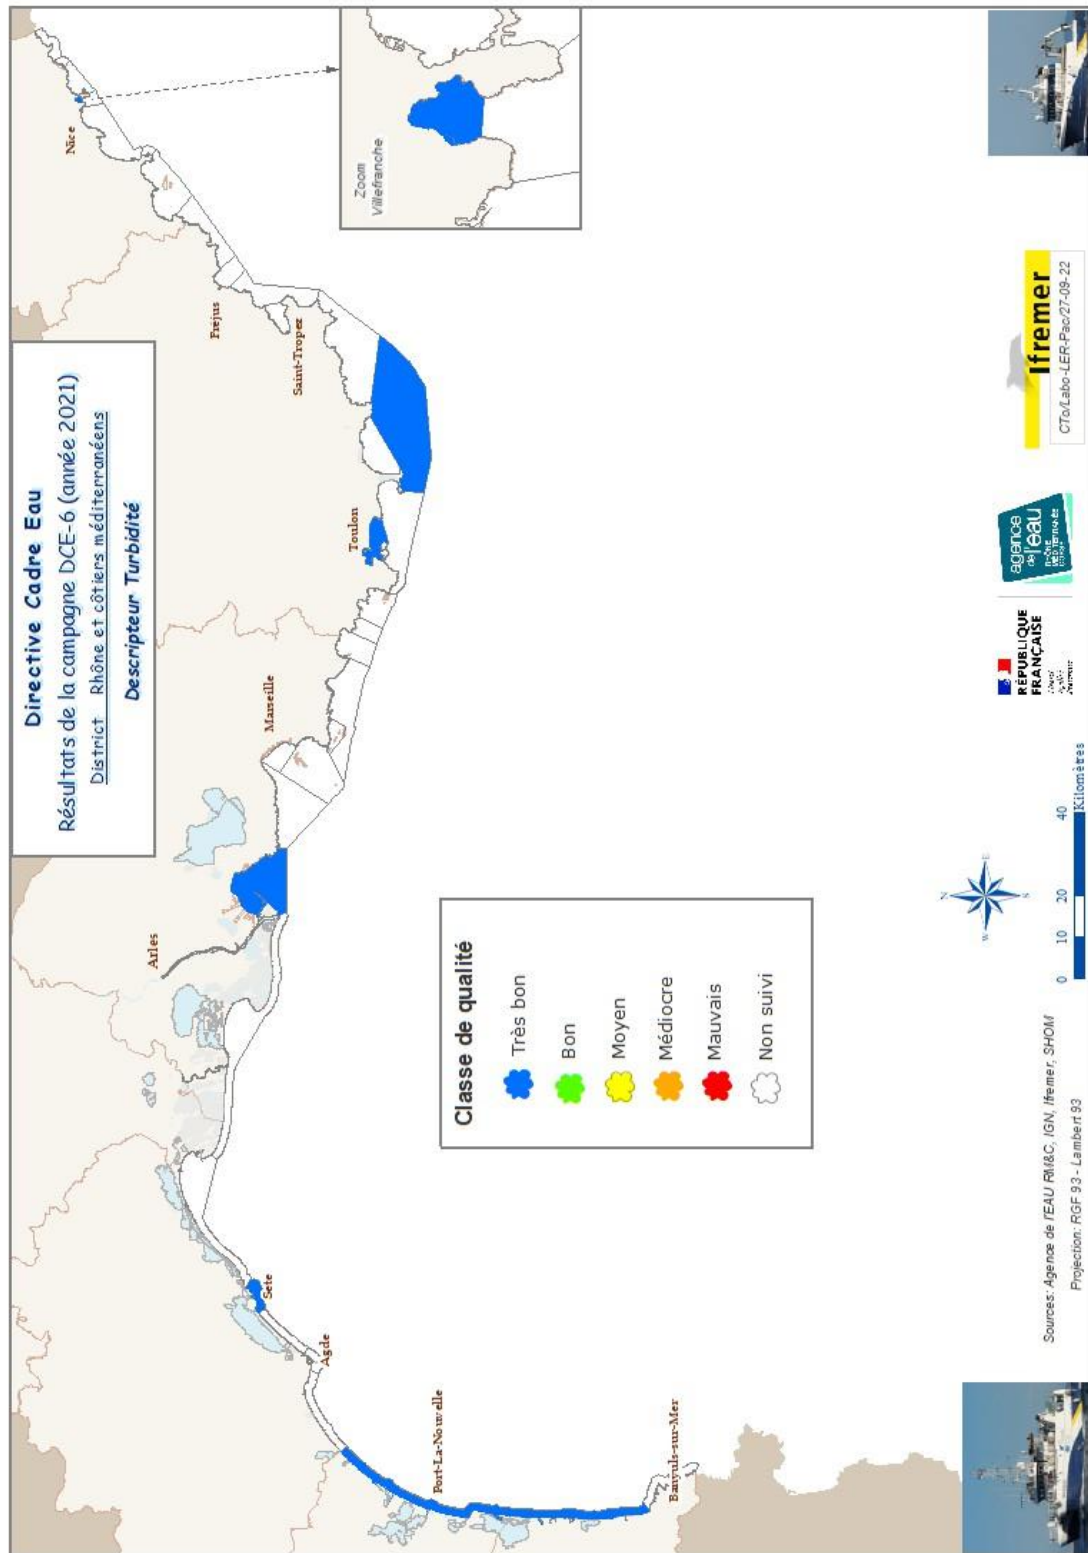 Directive Cadre Eau
Résultats de la campagne DCE-6 (année 2021)
District Rhône et côtiers méditerranéens
Descripteur Turbidité
Nice
Zoom
Villefranche
Fréjus
Saint-Tropez
Toulon
Marseille
Arles
Sete
Agde
Port-La-Nouvelle
Banyuls-sur-Mer
Classe de qualité
Très bon
Bon
Moyen
Médiocre
Mauvais
Non suivi
N
W
E
S
0 10 20 40
Kilomètres
Sources: Agence de l'EAU RM&C, IGN, Ifremer, SHOM
Projection: RGF 93 - Lambert 93
RÉPUBLIQUE
FRANÇAISE
agence
de l'eau
RHÔNE
MÉDITERRANÉE
CORSE
Ifremer
CTo/Labo-LER-Pac/27-09-22